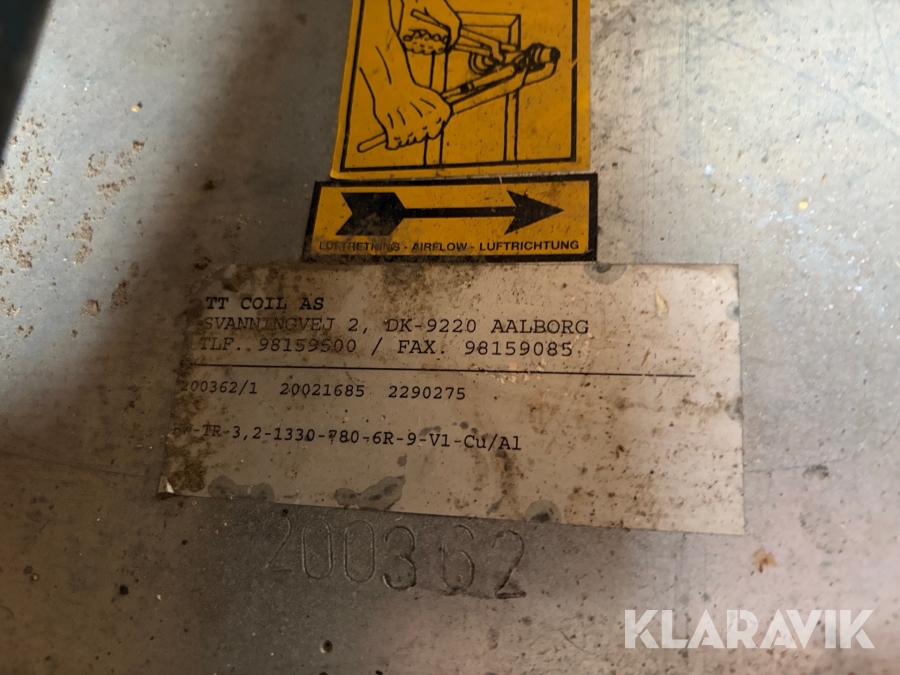 LUFTRETNING - AIRFLOW - LUFTRICHTUNG
TT COIL AS
SVANNINGVEJ 2, DK-9220 AALBORG
TLF. 98159500 / FAX. 98159085
200362/1 20021685 2290275
TR-3,2-1330-780-6R-9-V1-Cu/Al
200362
KLARAVIK